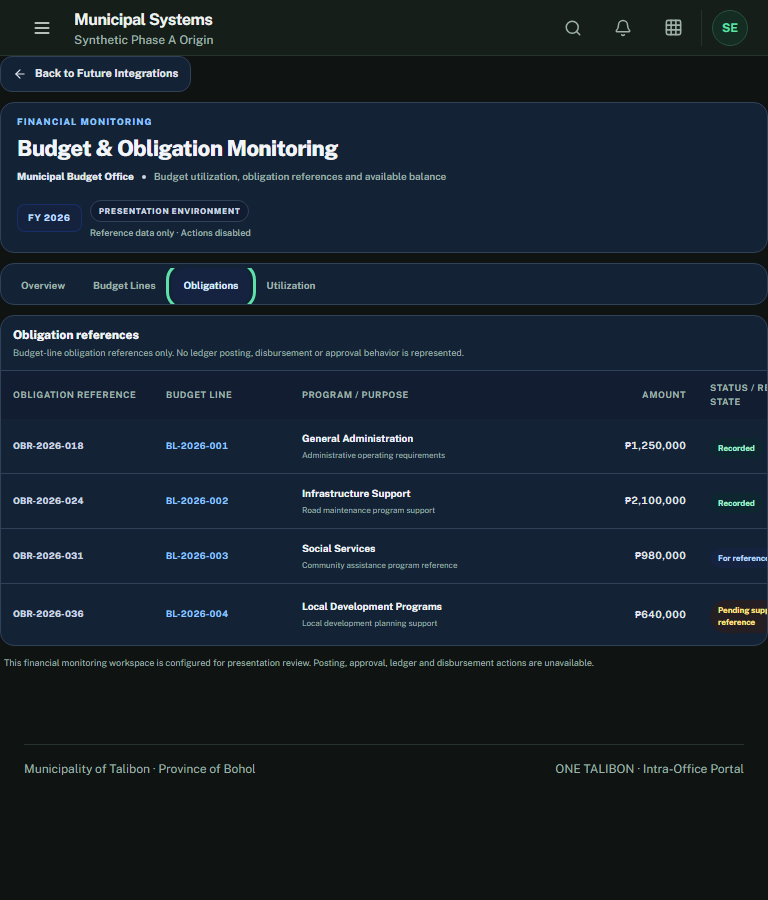 Municipal Systems
Synthetic Phase A Origin
SE
Back to Future Integrations
FINANCIAL MONITORING
Budget & Obligation Monitoring
Municipal Budget Office • Budget utilization, obligation references and available balance
FY 2026
PRESENTATION ENVIRONMENT
Reference data only · Actions disabled
Overview Budget Lines Obligations Utilization
Obligation references
Budget-line obligation references only. No ledger posting, disbursement or approval behavior is represented.
OBLIGATION REFERENCE BUDGET LINE PROGRAM / PURPOSE AMOUNT STATUS /
STATE
OBR-2026-018 BL-2026-001 General Administration ₱1,250,000 Recorded
Administrative operating requirements
OBR-2026-024 BL-2026-002 Infrastructure Support ₱2,100,000 Recorded
Road maintenance program support
OBR-2026-031 BL-2026-003 Social Services ₱980,000 For reference
Community assistance program reference
OBR-2026-036 BL-2026-004 Local Development Programs ₱640,000 Pending
reference
Local development planning support
This financial monitoring workspace is configured for presentation review. Posting, approval, ledger and disbursement actions are unavailable.
Municipality of Talibon · Province of Bohol
ONE TALIBON · Intra-Office Portal